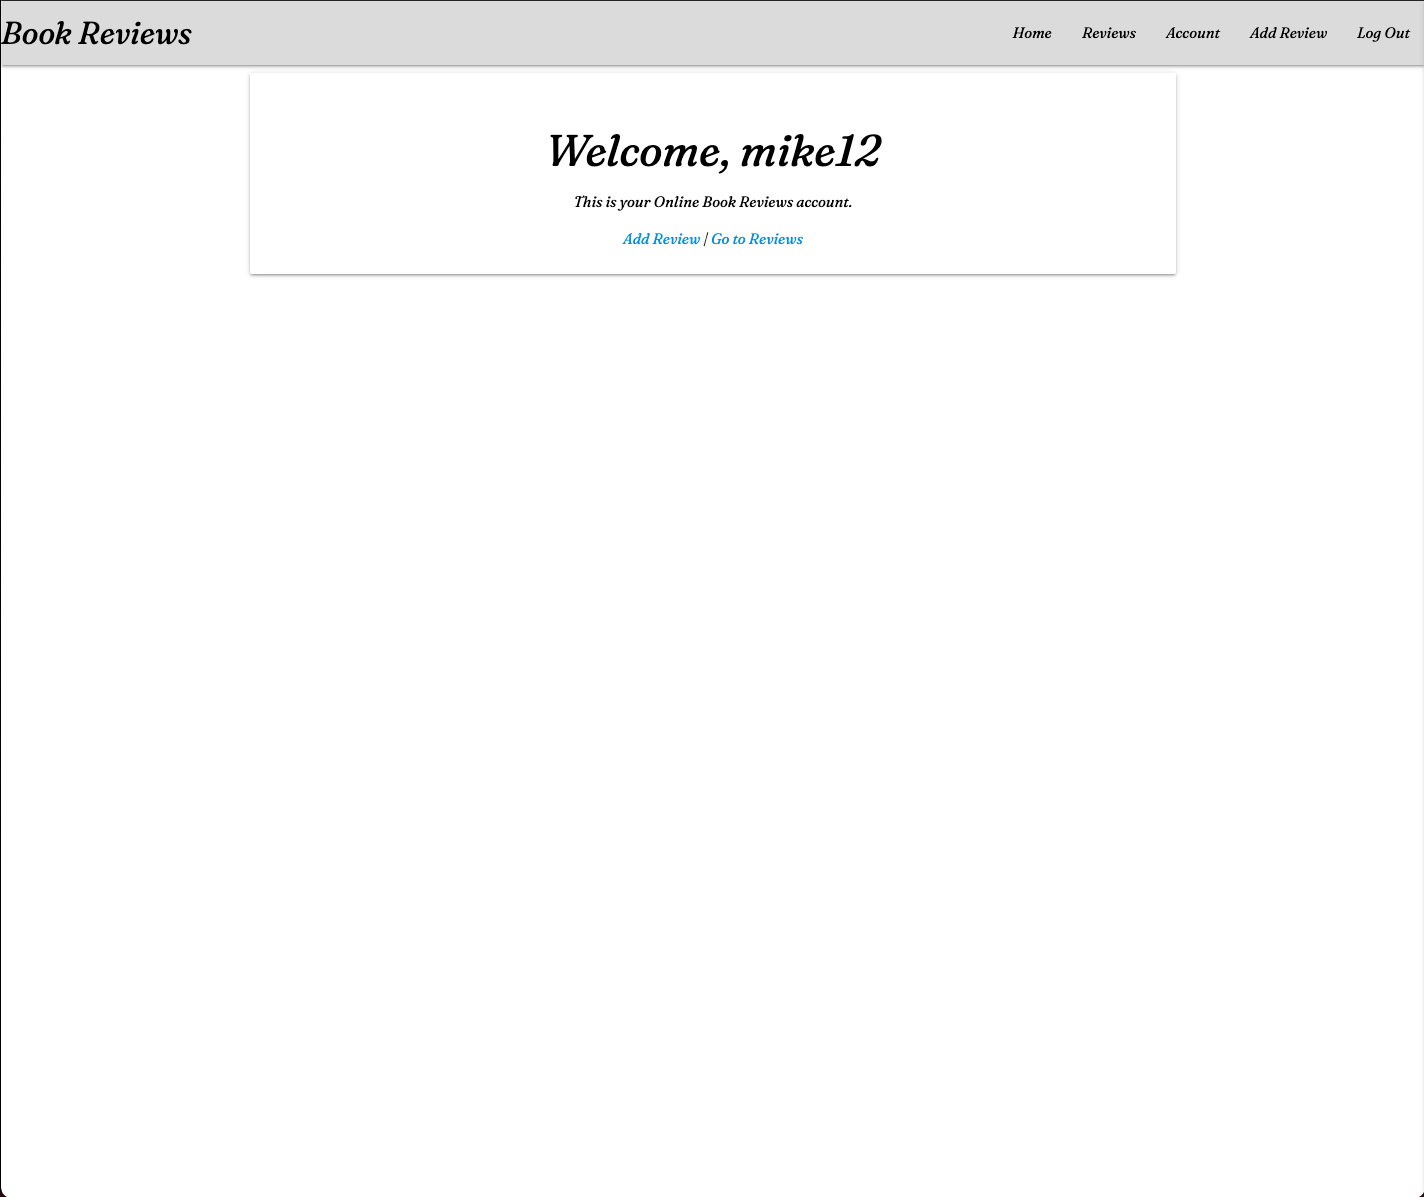 Book Reviews
Home Reviews Account Add Review Log Out
Welcome, mike12
This is your Online Book Reviews account.
Add Review | Go to Reviews